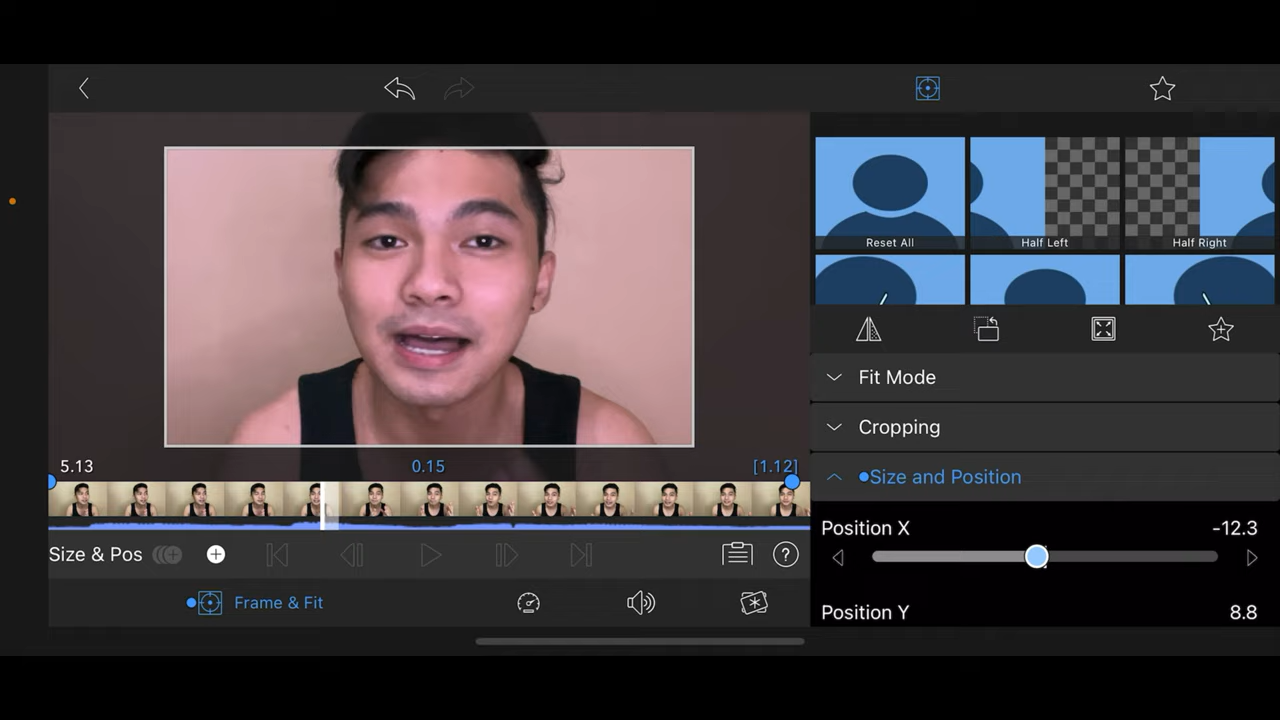 Reset All
Half Left
Half Right
Fit Mode
Cropping
Size and Position
5.13
0.15
[1.12]
Position X
-12.3
Size & Pos
?
Frame & Fit
Position Y
8.8